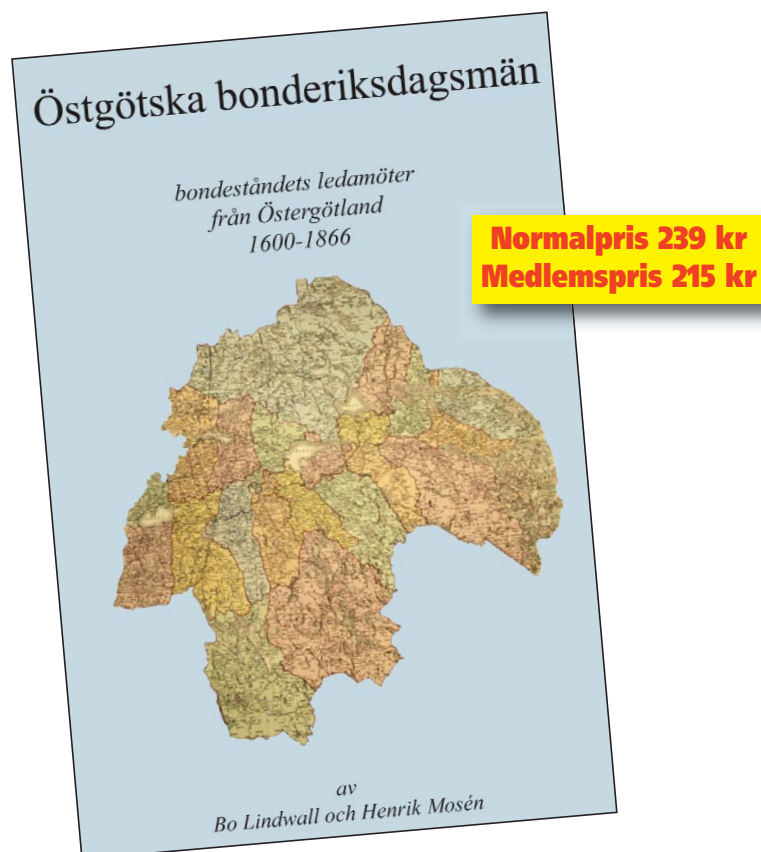 Östgötska bonderiksdagsmän
bondeståndets ledamöter
från Östergötland
1600-1866
Normalpris 239 kr
Medlemspris 215 kr
av
Bo Lindwall och Henrik Mosén